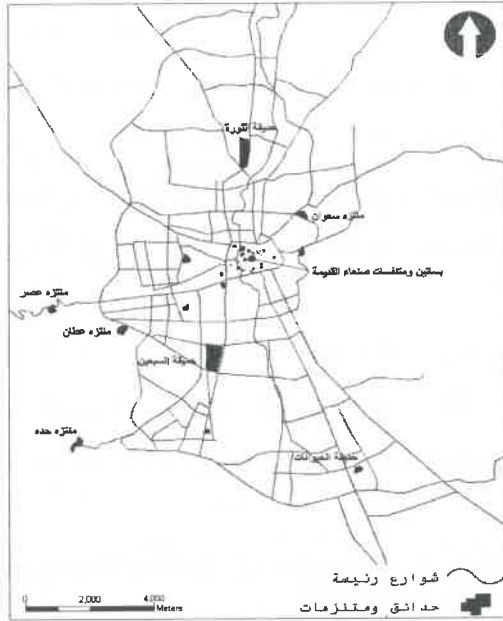 حديقة الثورة
منتزه سعوان
بساتين ومتنفسات صنعاء القديمة
منتزه عصر
منتزه عطان
حديقة السبعين
منتزه حده
حديقة الحيوانات
شوارع رئيسة
حدائق ومتنزهات
0 2,000 4,000
Meters